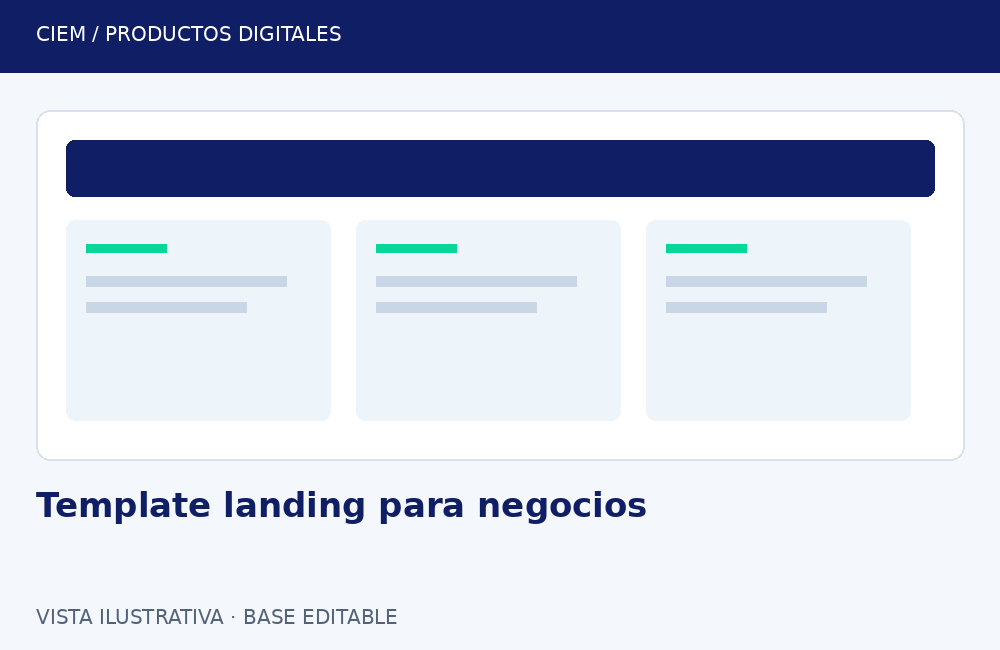 CIEM / PRODUCTOS DIGITALES
Template landing para negocios
VISTA ILUSTRATIVA · BASE EDITABLE